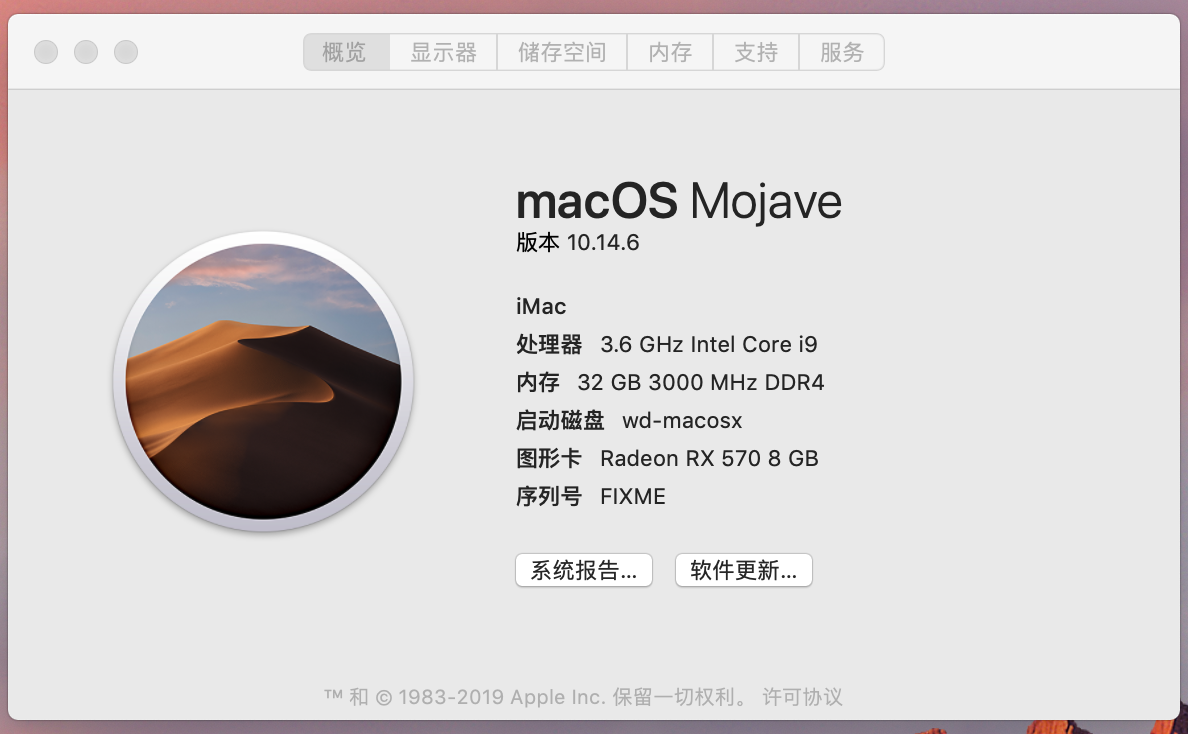 概览 显示器 储存空间 内存 支持 服务
macOS Mojave
版本 10.14.6
iMac
处理器 3.6 GHz Intel Core i9
内存 32 GB 3000 MHz DDR4
启动磁盘 wd-macosx
图形卡 Radeon RX 570 8 GB
序列号 FIXME
系统报告... 软件更新...
™ 和 © 1983-2019 Apple Inc. 保留一切权利。 许可协议